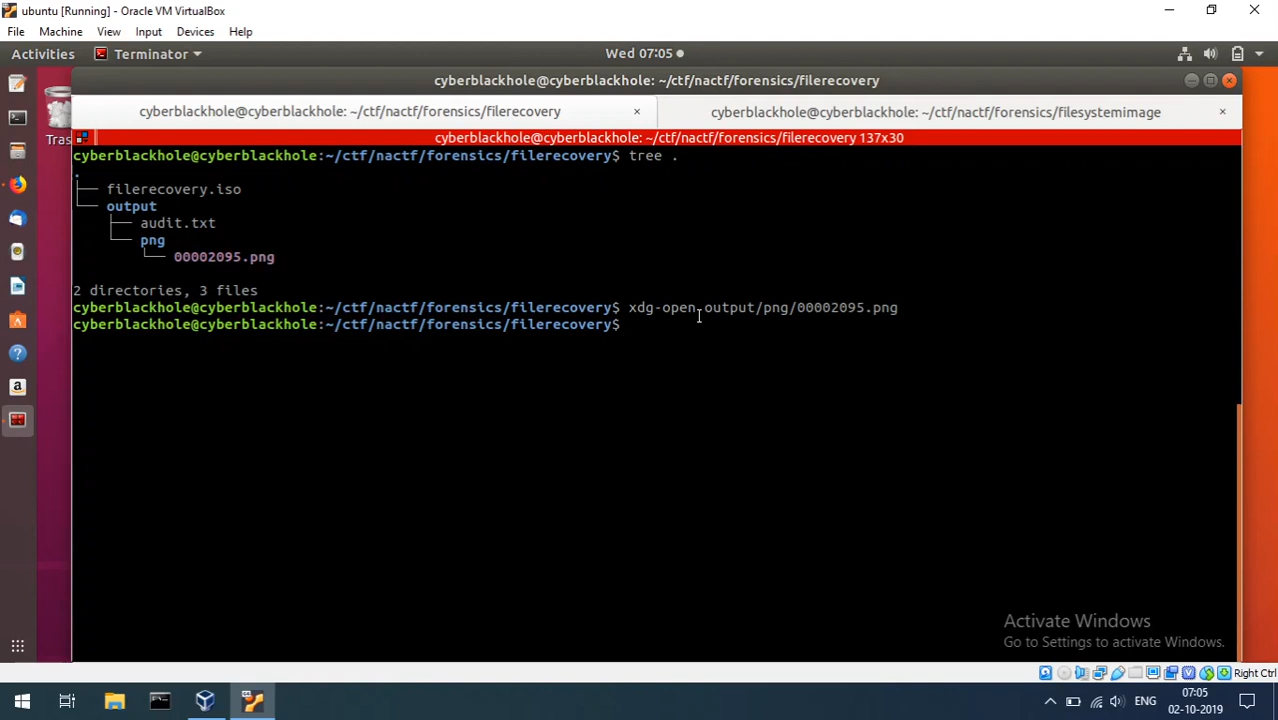 ubuntu [Running] - Oracle VM VirtualBox
File Machine View Input Devices Help
Activities Terminator Wed 07:05
cyberblackhole@cyberblackhole: ~/ctf/nactf/forensics/filerecovery
cyberblackhole@cyberblackhole: ~/ctf/nactf/forensics/filerecovery × cyberblackhole@cyberblackhole: ~/ctf/nactf/forensics/filesystemimage ×
cyberblackhole@cyberblackhole: ~/ctf/nactf/forensics/filerecovery 137x30
Tras
cyberblackhole@cyberblackhole:~/ctf/nactf/forensics/filerecovery$ tree .
.
├── filerecovery.iso
└── output
├── audit.txt
└── png
└── 00002095.png
2 directories, 3 files
cyberblackhole@cyberblackhole:~/ctf/nactf/forensics/filerecovery$ xdg-open output/png/00002095.png
cyberblackhole@cyberblackhole:~/ctf/nactf/forensics/filerecovery$
Activate Windows
Go to Settings to activate Windows.
Right Ctrl
ENG
07:05
02-10-2019